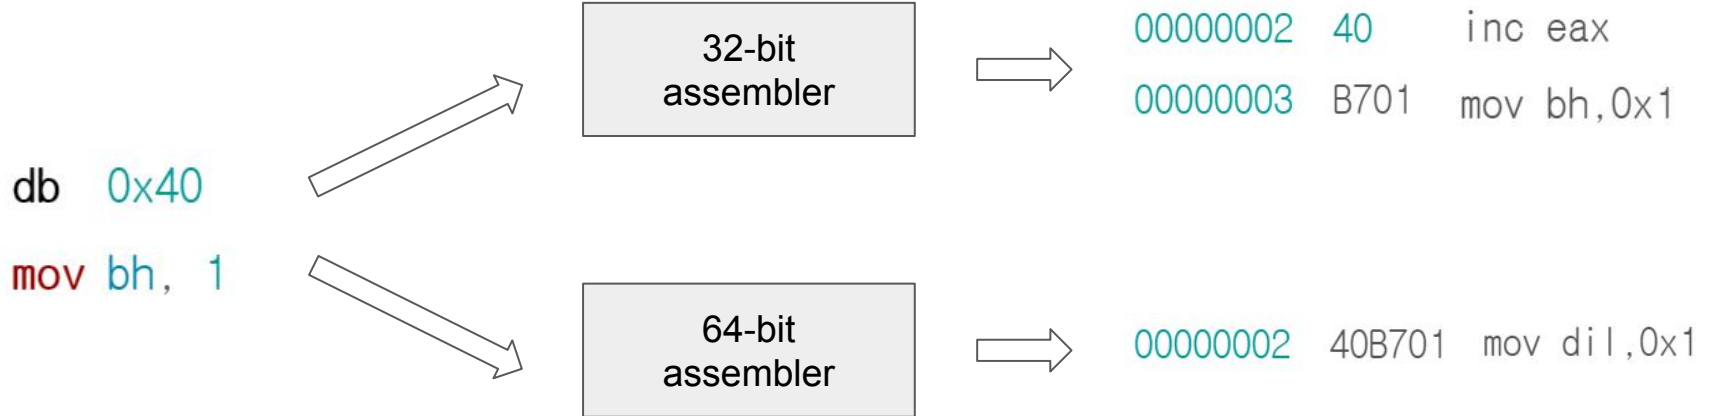 db 0x40
mov bh, 1
32-bit
assembler
00000002 40 inc eax
00000003 B701 mov bh,0x1
64-bit
assembler
00000002 40B701 mov dil,0x1